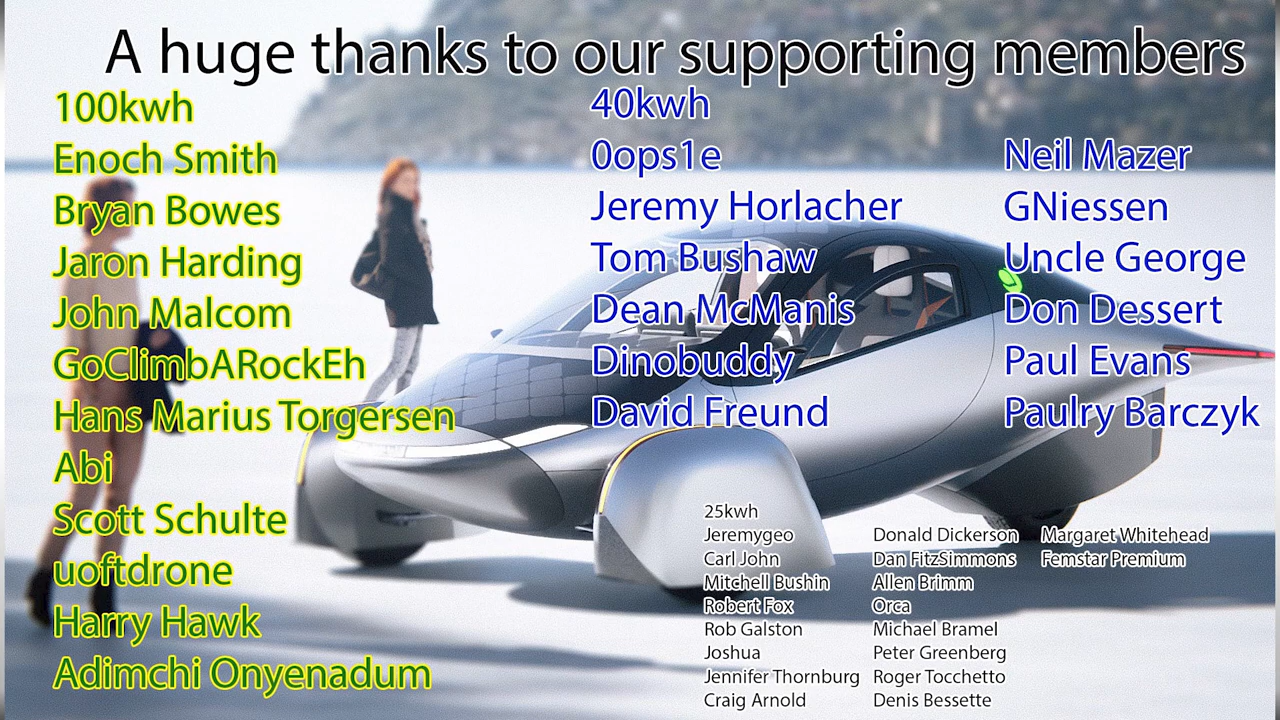 A huge thanks to our supporting members
100kwh
Enoch Smith
Bryan Bowes
Jaron Harding
John Malcom
GoClimbARockEh
Hans Marius Torgersen
Abi
Scott Schulte
uoftdrone
Harry Hawk
Adimchi Onyenadum
40kwh
0ops1e
Jeremy Horlacher
Tom Bushaw
Dean McManis
Dinobuddy
David Freund
Neil Mazer
GNiessen
Uncle George
Don Dessert
Paul Evans
Paulry Barczyk
25kwh
Jeremygeo
Carl John
Mitchell Bushin
Robert Fox
Rob Galston
Joshua
Jennifer Thornburg
Craig Arnold
Donald Dickerson
Dan FitzSimmons
Allen Brimm
Orca
Michael Bramel
Peter Greenberg
Roger Tocchetto
Denis Bessette
Margaret Whitehead
Femstar Premium